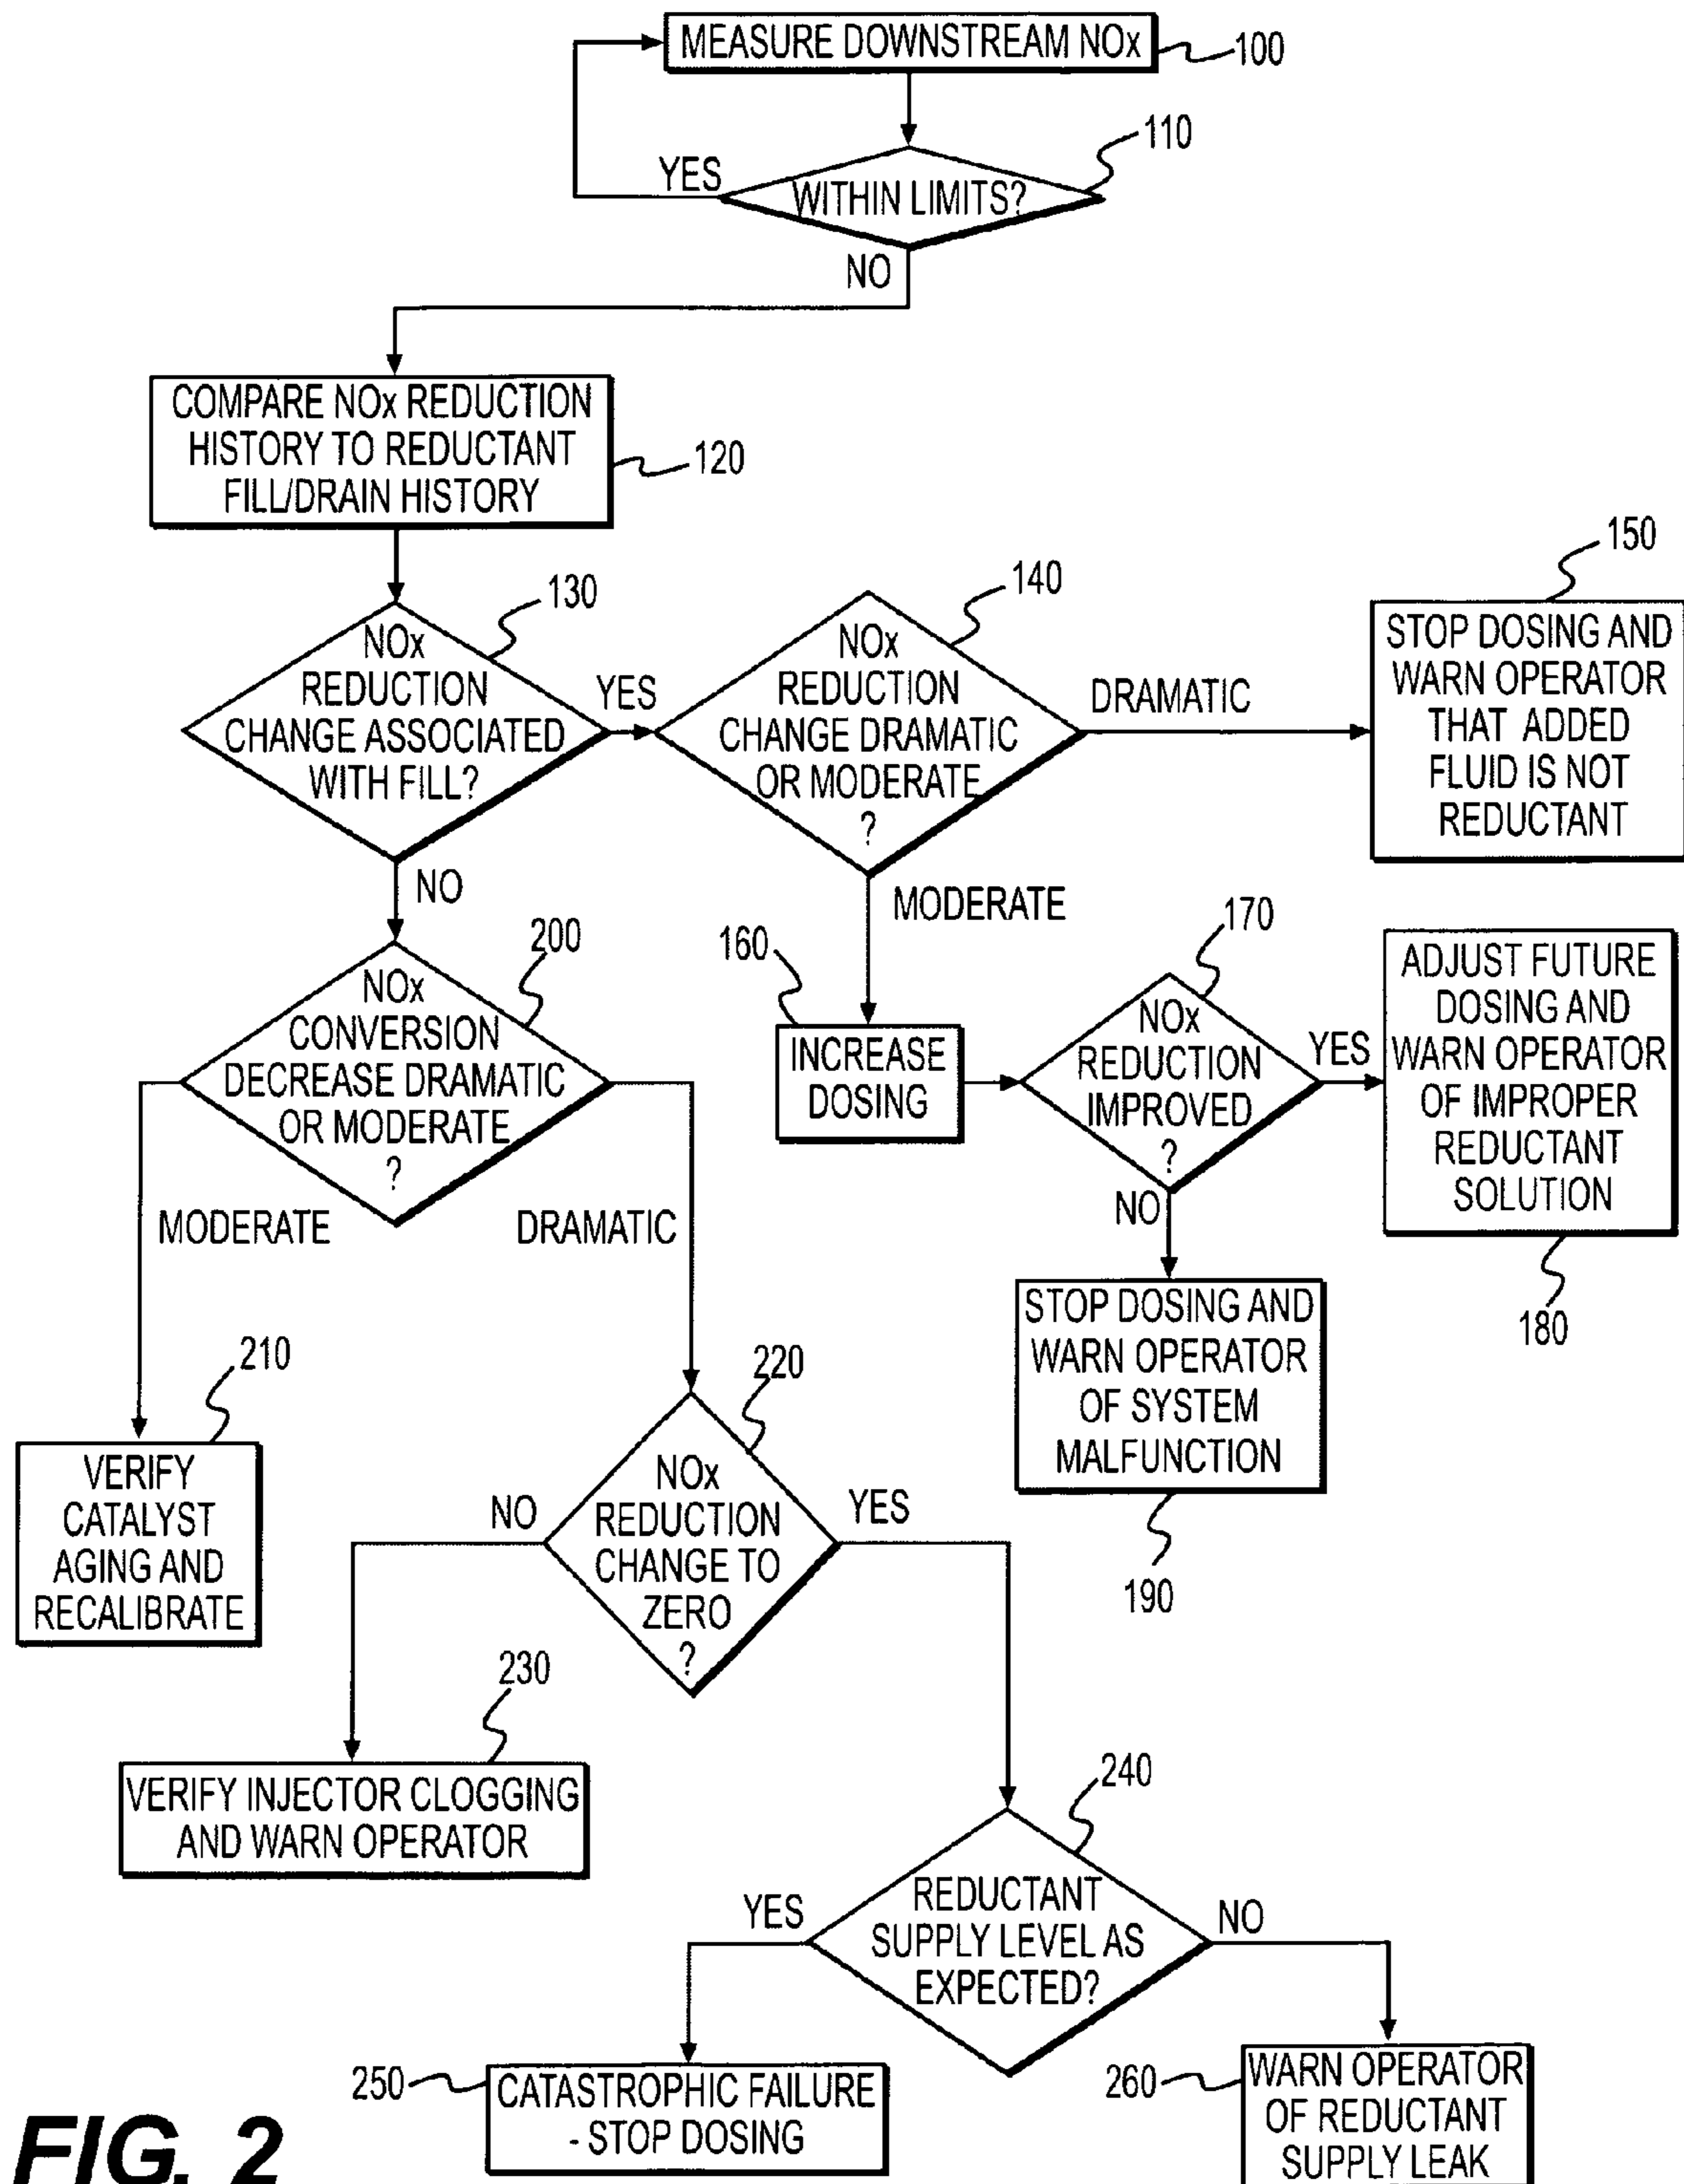 MEASURE DOWNSTREAM NOx
100
110
YES
WITHIN LIMITS?
NO
COMPARE NOx REDUCTION
HISTORY TO REDUCTANT
FILL/DRAIN HISTORY
120
130
NOx
REDUCTION
CHANGE ASSOCIATED
WITH FILL?
YES
140
NOx
REDUCTION
CHANGE DRAMATIC
OR MODERATE
?
DRAMATIC
150
STOP DOSING AND
WARN OPERATOR
THAT ADDED
FLUID IS NOT
REDUCTANT
NO
MODERATE
200
NOx
CONVERSION
DECREASE DRAMATIC
OR MODERATE
?
160
INCREASE
DOSING
170
NOx
REDUCTION
IMPROVED
?
YES
ADJUST FUTURE
DOSING AND
WARN OPERATOR
OF IMPROPER
REDUCTANT
SOLUTION
180
NO
STOP DOSING AND
WARN OPERATOR
OF SYSTEM
MALFUNCTION
190
MODERATE
DRAMATIC
210
VERIFY
CATALYST
AGING AND
RECALIBRATE
220
NOx
REDUCTION
CHANGE TO
ZERO
?
NO
YES
230
VERIFY INJECTOR CLOGGING
AND WARN OPERATOR
240
REDUCTANT
SUPPLY LEVEL AS
EXPECTED?
YES
NO
250
CATASTROPHIC FAILURE
- STOP DOSING
260
WARN OPERATOR
OF REDUCTANT
SUPPLY LEAK
FIG. 2